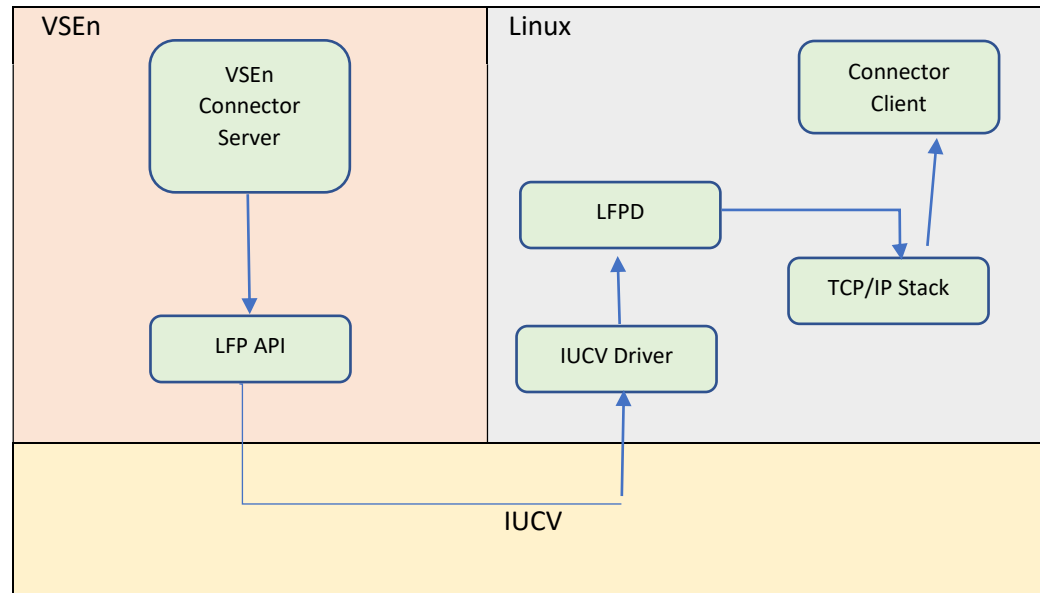 VSEn
VSEn
Connector
Server
LFP API
Linux
Connector
Client
LFPD
TCP/IP Stack
IUCV Driver
IUCV